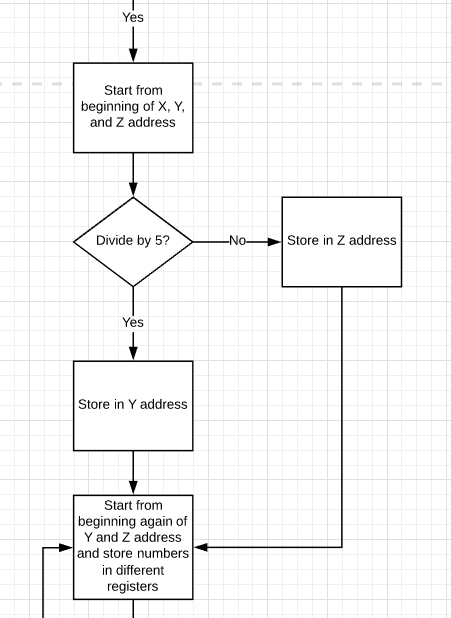 Yes
Start from
beginning of X, Y,
and Z address
Divide by 5?
No
Store in Z address
Yes
Store in Y address
Start from
beginning again of
Y and Z address
and store numbers
in different
registers